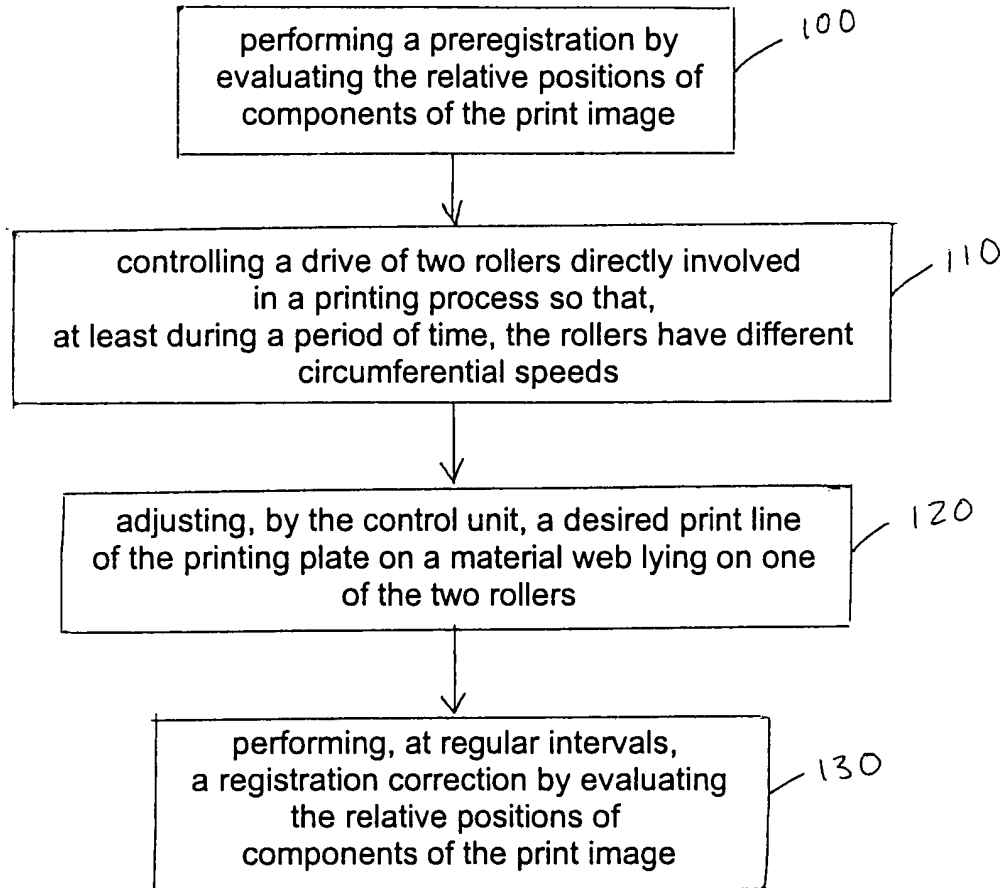 performing a preregistration by
evaluating the relative positions of
components of the print image
100
controlling a drive of two rollers directly involved
in a printing process so that,
at least during a period of time, the rollers have different
circumferential speeds
110
adjusting, by the control unit, a desired print line
of the printing plate on a material web lying on one
of the two rollers
120
performing, at regular intervals,
a registration correction by evaluating
the relative positions of
components of the print image
130